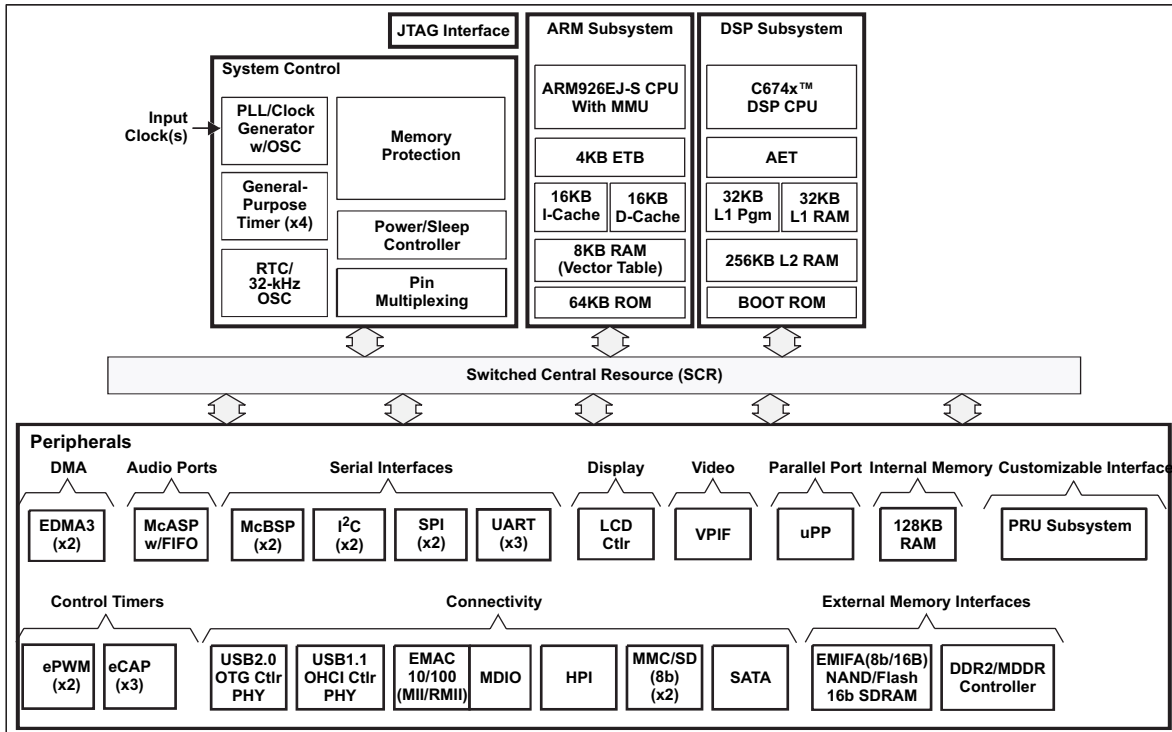 JTAG Interface
ARM Subsystem
DSP Subsystem
System Control
Input
Clock(s)
PLL/Clock
Generator
w/OSC
General-
Purpose
Timer (x4)
RTC/
32-kHz
OSC
Memory
Protection
Power/Sleep
Controller
Pin
Multiplexing
ARM926EJ-S CPU
With MMU
4KB ETB
16KB
I-Cache
16KB
D-Cache
8KB RAM
(Vector Table)
64KB ROM
C674x™
DSP CPU
AET
32KB
L1 Pgm
32KB
L1 RAM
256KB L2 RAM
BOOT ROM
Switched Central Resource (SCR)
Peripherals
DMA
EDMA3
(x2)
Audio Ports
McASP
w/FIFO
Serial Interfaces
McBSP
(x2)
I²C
(x2)
SPI
(x2)
UART
(x3)
Display
LCD
Ctlr
Video
VPIF
Parallel Port
uPP
Internal Memory
128KB
RAM
Customizable Interface
PRU Subsystem
Control Timers
ePWM
(x2)
eCAP
(x3)
Connectivity
USB2.0
OTG Ctlr
PHY
USB1.1
OHCI Ctlr
PHY
EMAC
10/100
(MII/RMII)
MDIO
HPI
MMC/SD
(8b)
(x2)
SATA
External Memory Interfaces
EMIFA(8b/16B)
NAND/Flash
16b SDRAM
DDR2/MDDR
Controller